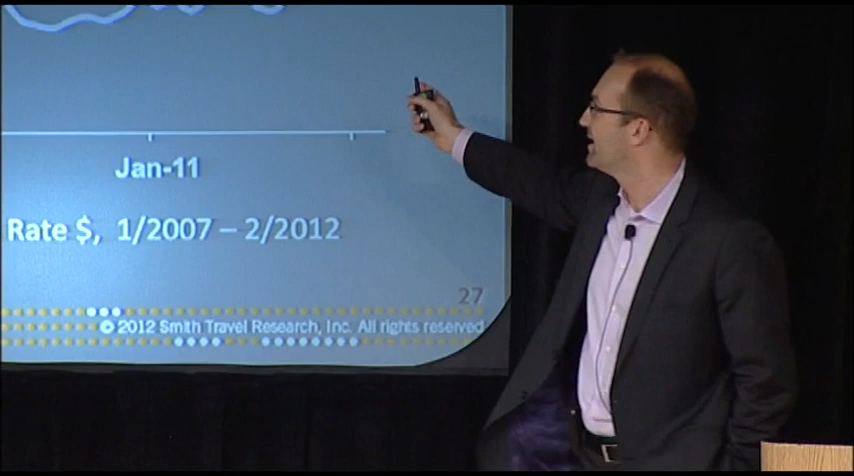 Jan-11
Rate $, 1/2007 – 2/2012
27
© 2012 Smith Travel Research, Inc. All rights reserved